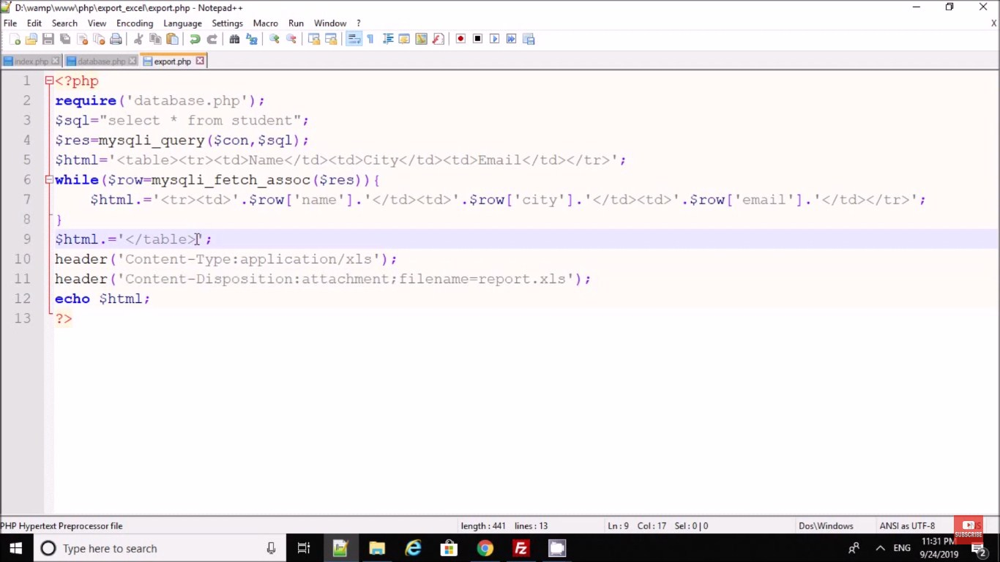 D:\wamp\www\php\export_excel\export.php - Notepad++
File Edit Search View Encoding Language Settings Macro Run Window ? X
index.php database.php export.php
1 <?php
2 require('database.php');
3 $sql="select * from student";
4 $res=mysqli_query($con,$sql);
5 $html='<table><tr><td>Name</td><td>City</td><td>Email</td></tr>';
6 while($row=mysqli_fetch_assoc($res)){
7 $html.='<tr><td>'.$row['name'].'</td><td>'.$row['city'].'</td><td>'.$row['email'].'</td></tr>';
8 }
9 $html.='</table>';
10 header('Content-Type:application/xls');
11 header('Content-Disposition:attachment;filename=report.xls');
12 echo $html;
13 ?>
PHP Hypertext Preprocessor file length : 441 lines : 13 Ln : 9 Col : 17 Sel : 0 | 0 Dos\Windows ANSI as UTF-8
SUBSCRIBE
Type here to search ENG 11:31 PM
9/24/2019 2